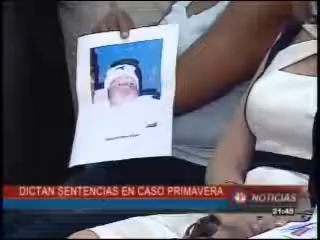 DICTAN SENTENCIAS EN CASO PRIMAVERA
NOTICIAS
21:45